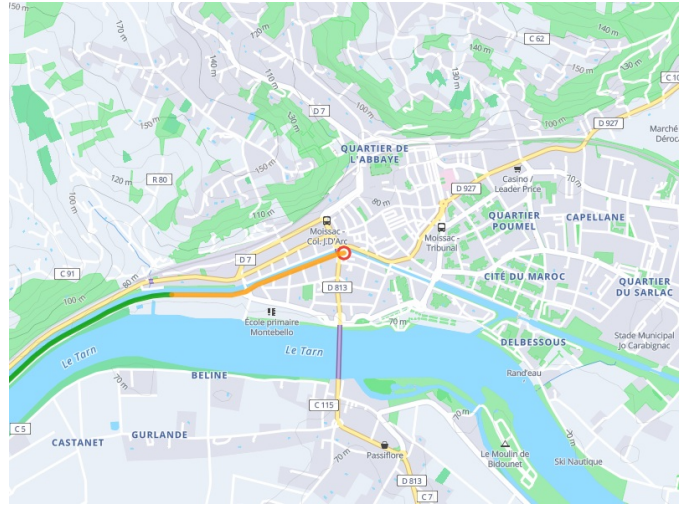 150 m
170 m
120 m
140 m
110 m
130 m
150 m
C 62
140 m
130 m
C 10
D 7
100 m
100 m
D 927
Marché
Déroca
QUARTIER DE
L'ABBAYE
150 m
120 m
R 80
80 m
D 927
Casino /
Leader Price
110 m
Moissac -
Col. J.D'Arc
Moissac -
Tribunal
QUARTIER
POUMEL
CAPELLANE
C 91
80 m
D 7
100 m
CITÉ DU MAROC
QUARTIER
DU SARLAC
D 813
École primaire
Montebello
70 m
Stade Municipal
Jo Carabignac
DELBESSOUS
Le Tarn
Le Tarn
Rand'eau
BELINE
70 m
C 115
70 m
C 5
CASTANET
GURLANDE
70 m
Passiflore
70 m
Le Moulin de
Bidounet
Ski Nautique
D 813
C 7